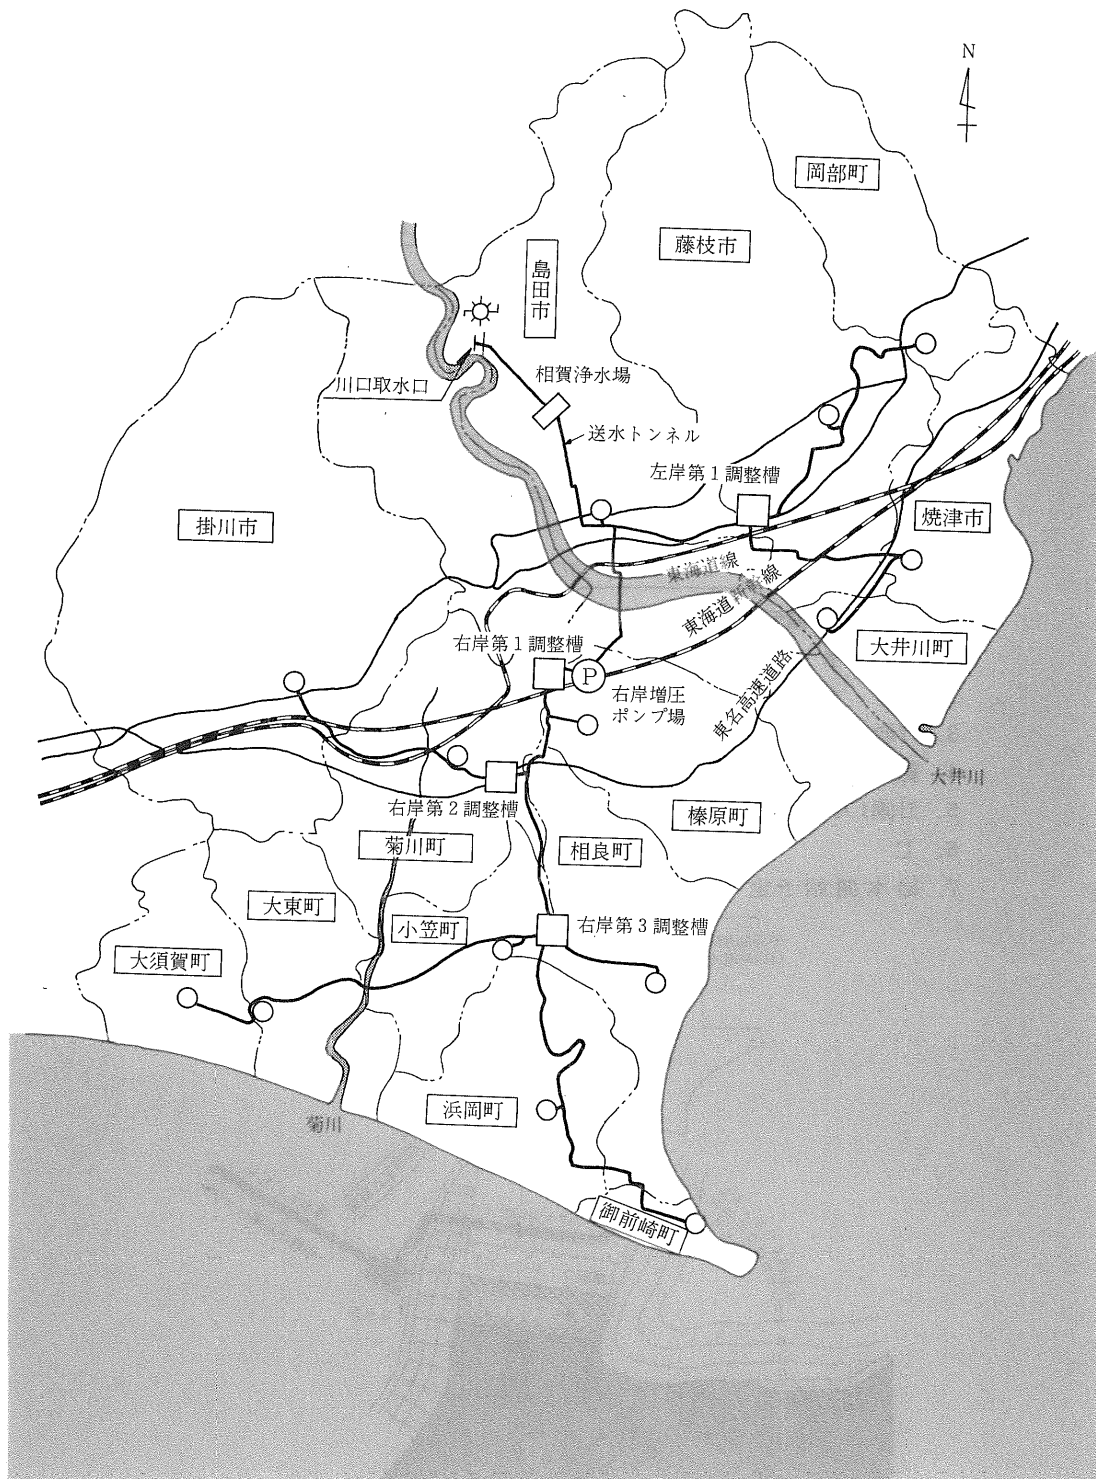 N
岡部町
藤枝市
島田市
相賀浄水場
川口取水口
送水トンネル
左岸第1調整槽
掛川市
焼津市
東海道線
東海道新幹線
大井川町
右岸第1調整槽
P
右岸増圧
ポンプ場
東名高速道路
大井川
右岸第2調整槽
榛原町
菊川町
相良町
大東町
小笠町
右岸第3調整槽
大須賀町
浜岡町
菊川
御前崎町